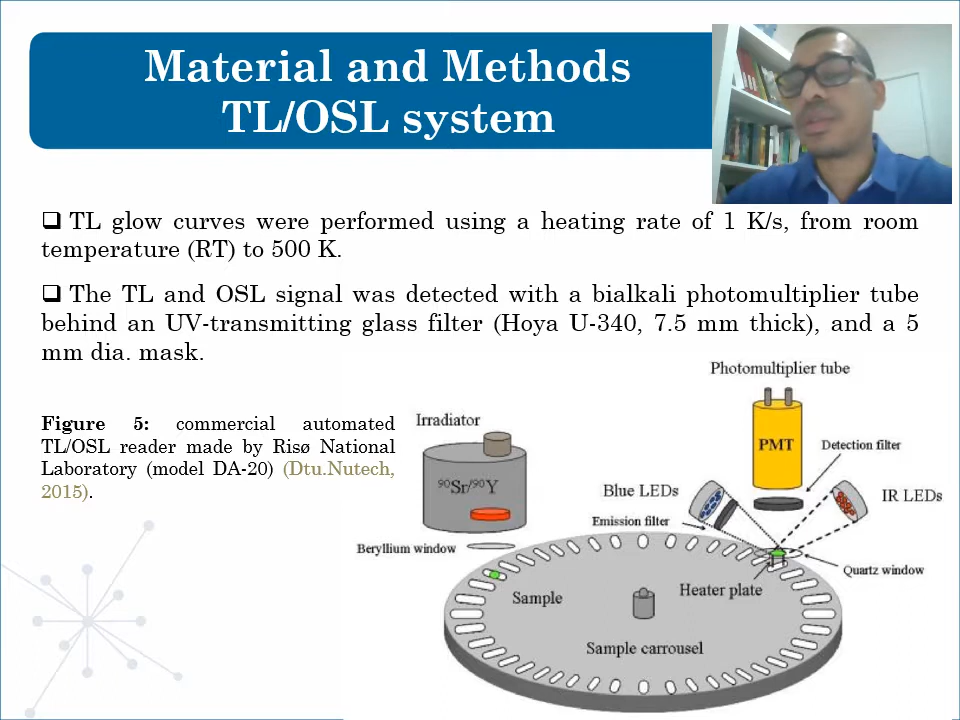 Material and Methods
TL/OSL system
❑ TL glow curves were performed using a heating rate of 1 K/s, from room
temperature (RT) to 500 K.
❑ The TL and OSL signal was detected with a bialkali photomultiplier tube
behind an UV-transmitting glass filter (Hoya U-340, 7.5 mm thick), and a 5
mm dia. mask.
Figure 5: commercial automated
TL/OSL reader made by Risø National
Laboratory (model DA-20) (Dtu.Nutech,
2015).
Photomultiplier tube
Irradiator
PMT
Detection filter
⁹⁰Sr/⁹⁰Y
Blue LEDs
IR LEDs
Emission filter
Beryllium window
Quartz window
Heater plate
Sample
Sample carrousel